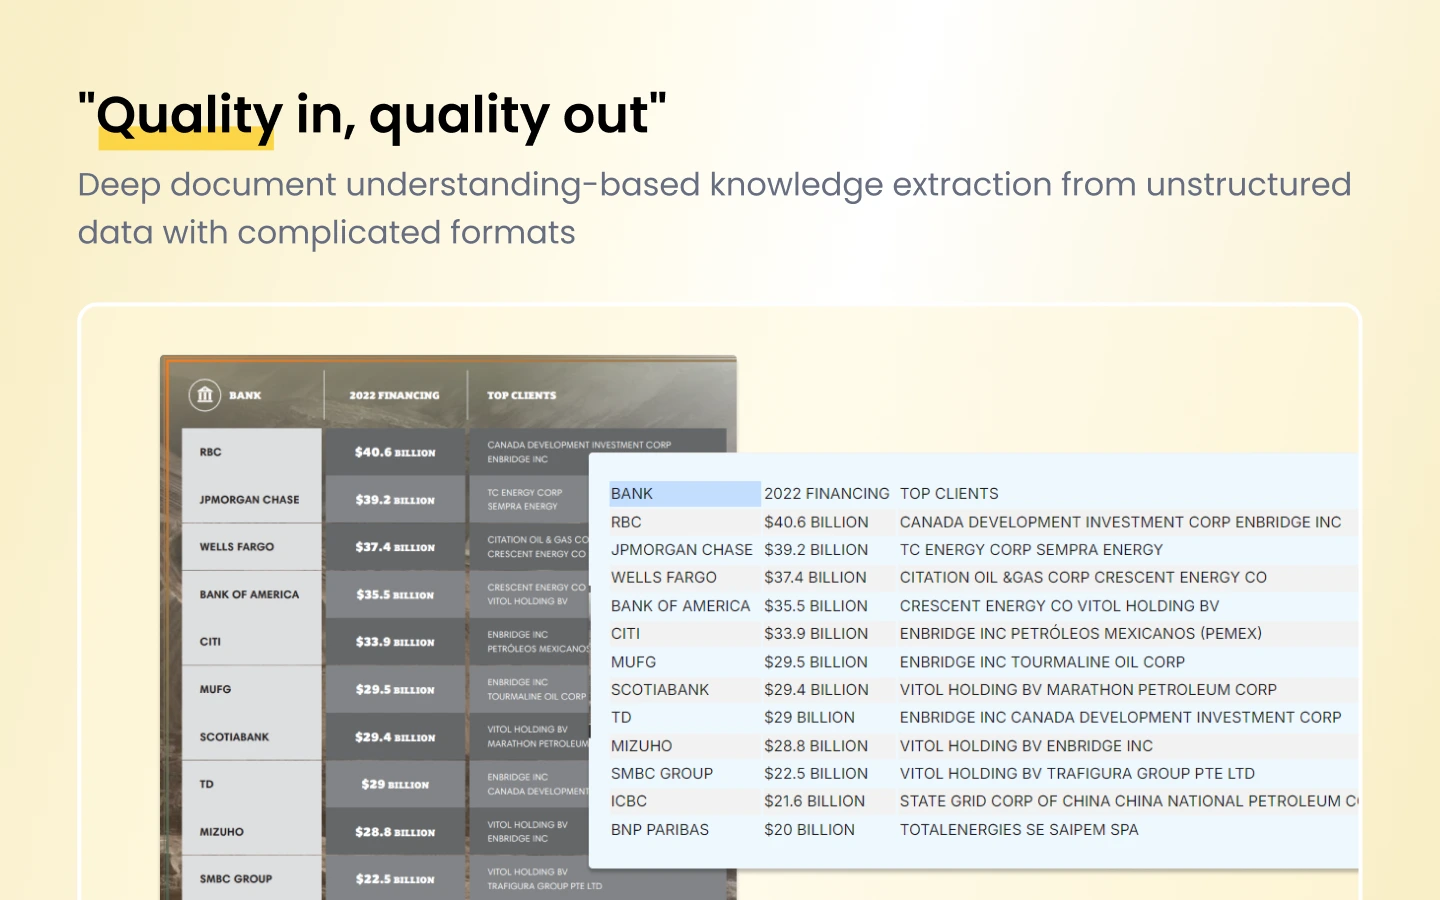 "Quality in, quality out"
Deep document understanding-based knowledge extraction from unstructured
data with complicated formats
BANK 2022 FINANCING TOP CLIENTS
RBC $40.6 BILLION CANADA DEVELOPMENT INVESTMENT CORP
ENBRIDGE INC
JPMORGAN CHASE $39.2 BILLION TC ENERGY CORP
SEMPRA ENERGY
WELLS FARGO $37.4 BILLION CITATION OIL & GAS CO
CRESCENT ENERGY CO
BANK OF AMERICA $35.5 BILLION CRESCENT ENERGY CO
VITOL HOLDING BV
CITI $33.9 BILLION ENBRIDGE INC
PETRÓLEOS MEXICANOS
MUFG $29.5 BILLION ENBRIDGE INC
TOURMALINE OIL CORP
SCOTIABANK $29.4 BILLION VITOL HOLDING BV
MARATHON PETROLEUM
TD $29 BILLION ENBRIDGE INC
CANADA DEVELOPMENT
MIZUHO $28.8 BILLION VITOL HOLDING BV
ENBRIDGE INC
SMBC GROUP $22.5 BILLION VITOL HOLDING BV
TRAFIGURA GROUP PTE LTD
BANK 2022 FINANCING TOP CLIENTS
RBC $40.6 BILLION CANADA DEVELOPMENT INVESTMENT CORP ENBRIDGE INC
JPMORGAN CHASE $39.2 BILLION TC ENERGY CORP SEMPRA ENERGY
WELLS FARGO $37.4 BILLION CITATION OIL &GAS CORP CRESCENT ENERGY CO
BANK OF AMERICA $35.5 BILLION CRESCENT ENERGY CO VITOL HOLDING BV
CITI $33.9 BILLION ENBRIDGE INC PETRÓLEOS MEXICANOS (PEMEX)
MUFG $29.5 BILLION ENBRIDGE INC TOURMALINE OIL CORP
SCOTIABANK $29.4 BILLION VITOL HOLDING BV MARATHON PETROLEUM CORP
TD $29 BILLION ENBRIDGE INC CANADA DEVELOPMENT INVESTMENT CORP
MIZUHO $28.8 BILLION VITOL HOLDING BV ENBRIDGE INC
SMBC GROUP $22.5 BILLION VITOL HOLDING BV TRAFIGURA GROUP PTE LTD
ICBC $21.6 BILLION STATE GRID CORP OF CHINA CHINA NATIONAL PETROLEUM
BNP PARIBAS $20 BILLION TOTALENERGIES SE SAIPEM SPA